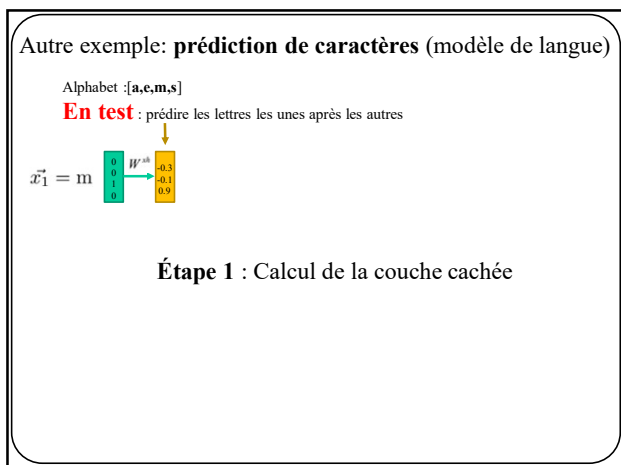 Autre exemple: prédiction de caractères (modèle de langue)
Alphabet :[a,e,m,s]
En test : prédire les lettres les unes après les autres
x⃗₁ = m
0
0
1
0
W^xh
-0.3
-0.1
0.9
Étape 1 : Calcul de la couche cachée